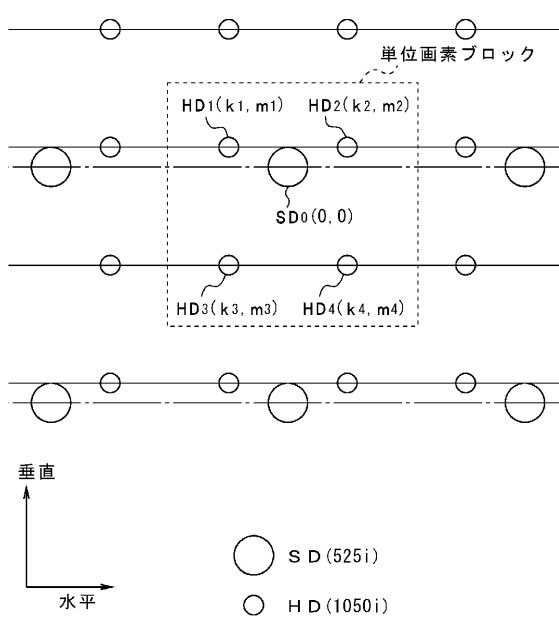 単位画素ブロック
HD1(k1, m1)
HD2(k2, m2)
SD0(0, 0)
HD3(k3, m3)
HD4(k4, m4)
垂直
水平
SD(525i)
HD(1050i)